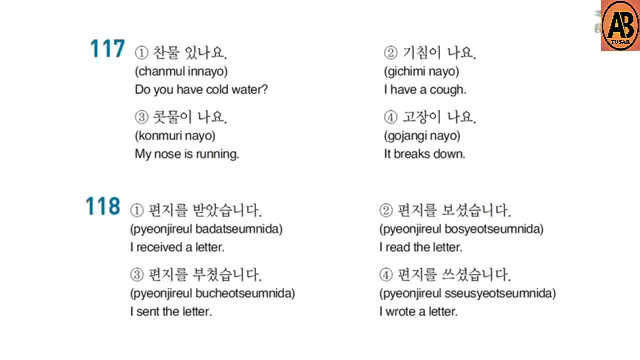 AB
TUSAR
117
① 찬물 있나요.
(chanmul innayo)
Do you have cold water?
② 기침이 나요.
(gichimi nayo)
I have a cough.
③ 콧물이 나요.
(konmuri nayo)
My nose is running.
④ 고장이 나요.
(gojangi nayo)
It breaks down.
118
① 편지를 받았습니다.
(pyeonjireul badatseumnida)
I received a letter.
② 편지를 보셨습니다.
(pyeonjireul bosyeotseumnida)
I read the letter.
③ 편지를 부쳤습니다.
(pyeonjireul bucheotseumnida)
I sent the letter.
④ 편지를 쓰셨습니다.
(pyeonjireul sseusyeotseumnida)
I wrote a letter.